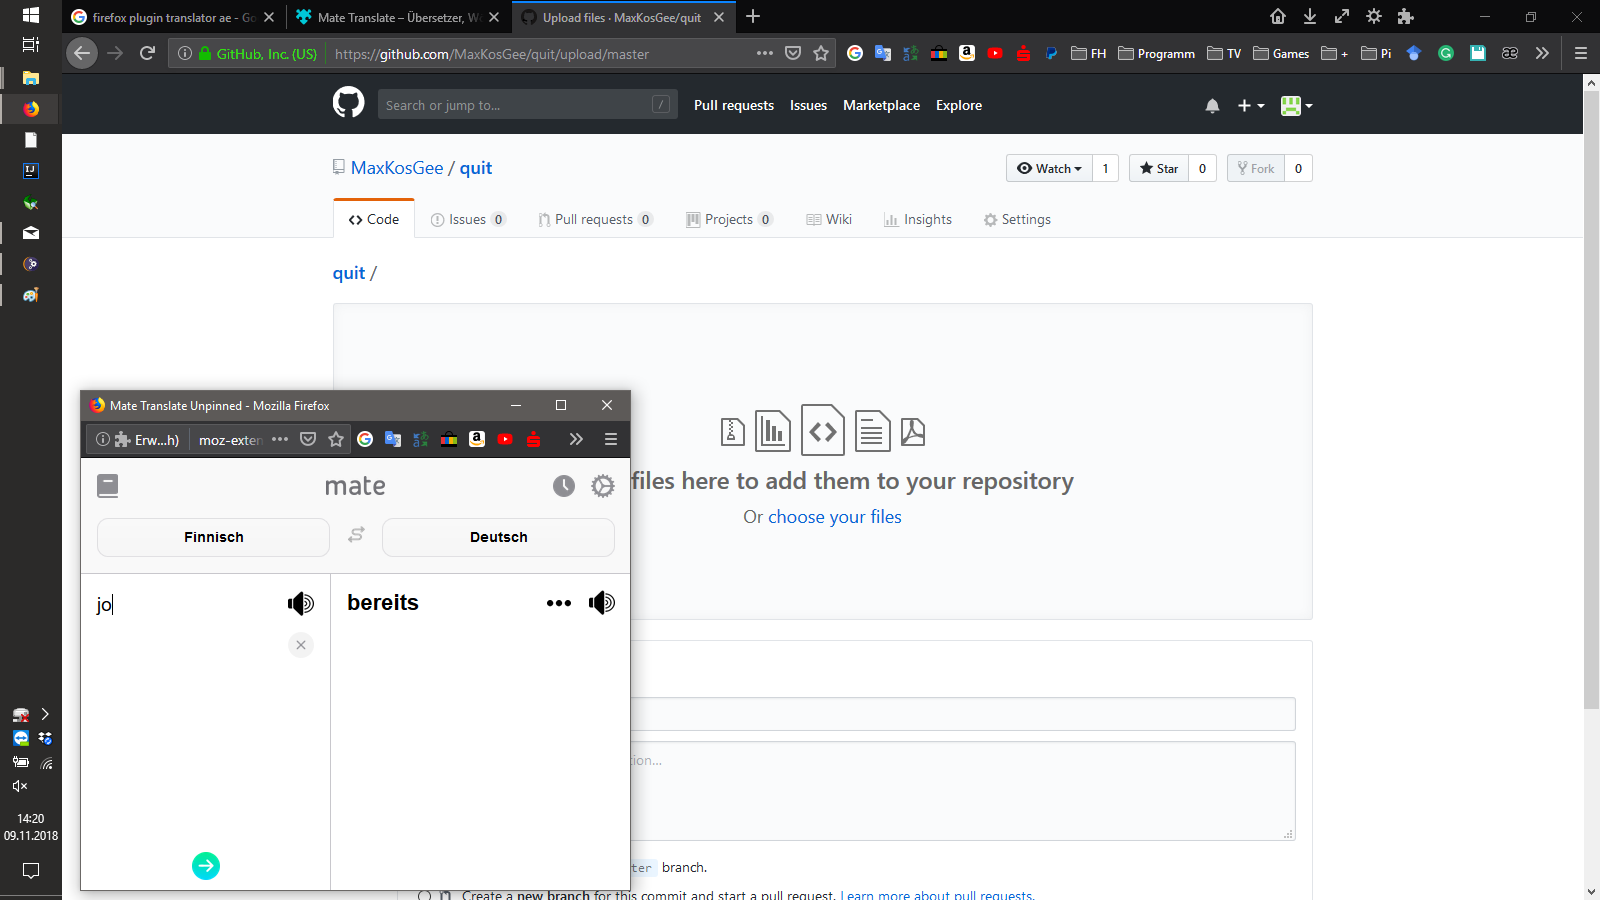 firefox plugin translator ae - Go
Mate Translate – Übersetzer, Wo
Upload files · MaxKosGee/quit
GitHub, Inc. (US)
https://github.com/MaxKosGee/quit/upload/master
FH
Programm
TV
Games
+
Pi
æ
Search or jump to...
/
Pull requests
Issues
Marketplace
Explore
MaxKosGee / quit
Watch
1
Star
0
Fork
0
Code
Issues 0
Pull requests 0
Projects 0
Wiki
Insights
Settings
quit /
files here to add them to your repository
Or choose your files
Mate Translate Unpinned - Mozilla Firefox
Erw...h)
moz-exten
mate
Finnisch
Deutsch
jo
bereits
tion...
ter branch.
Create a new branch for this commit and start a pull request. Learn more about pull requests.
14:20
09.11.2018